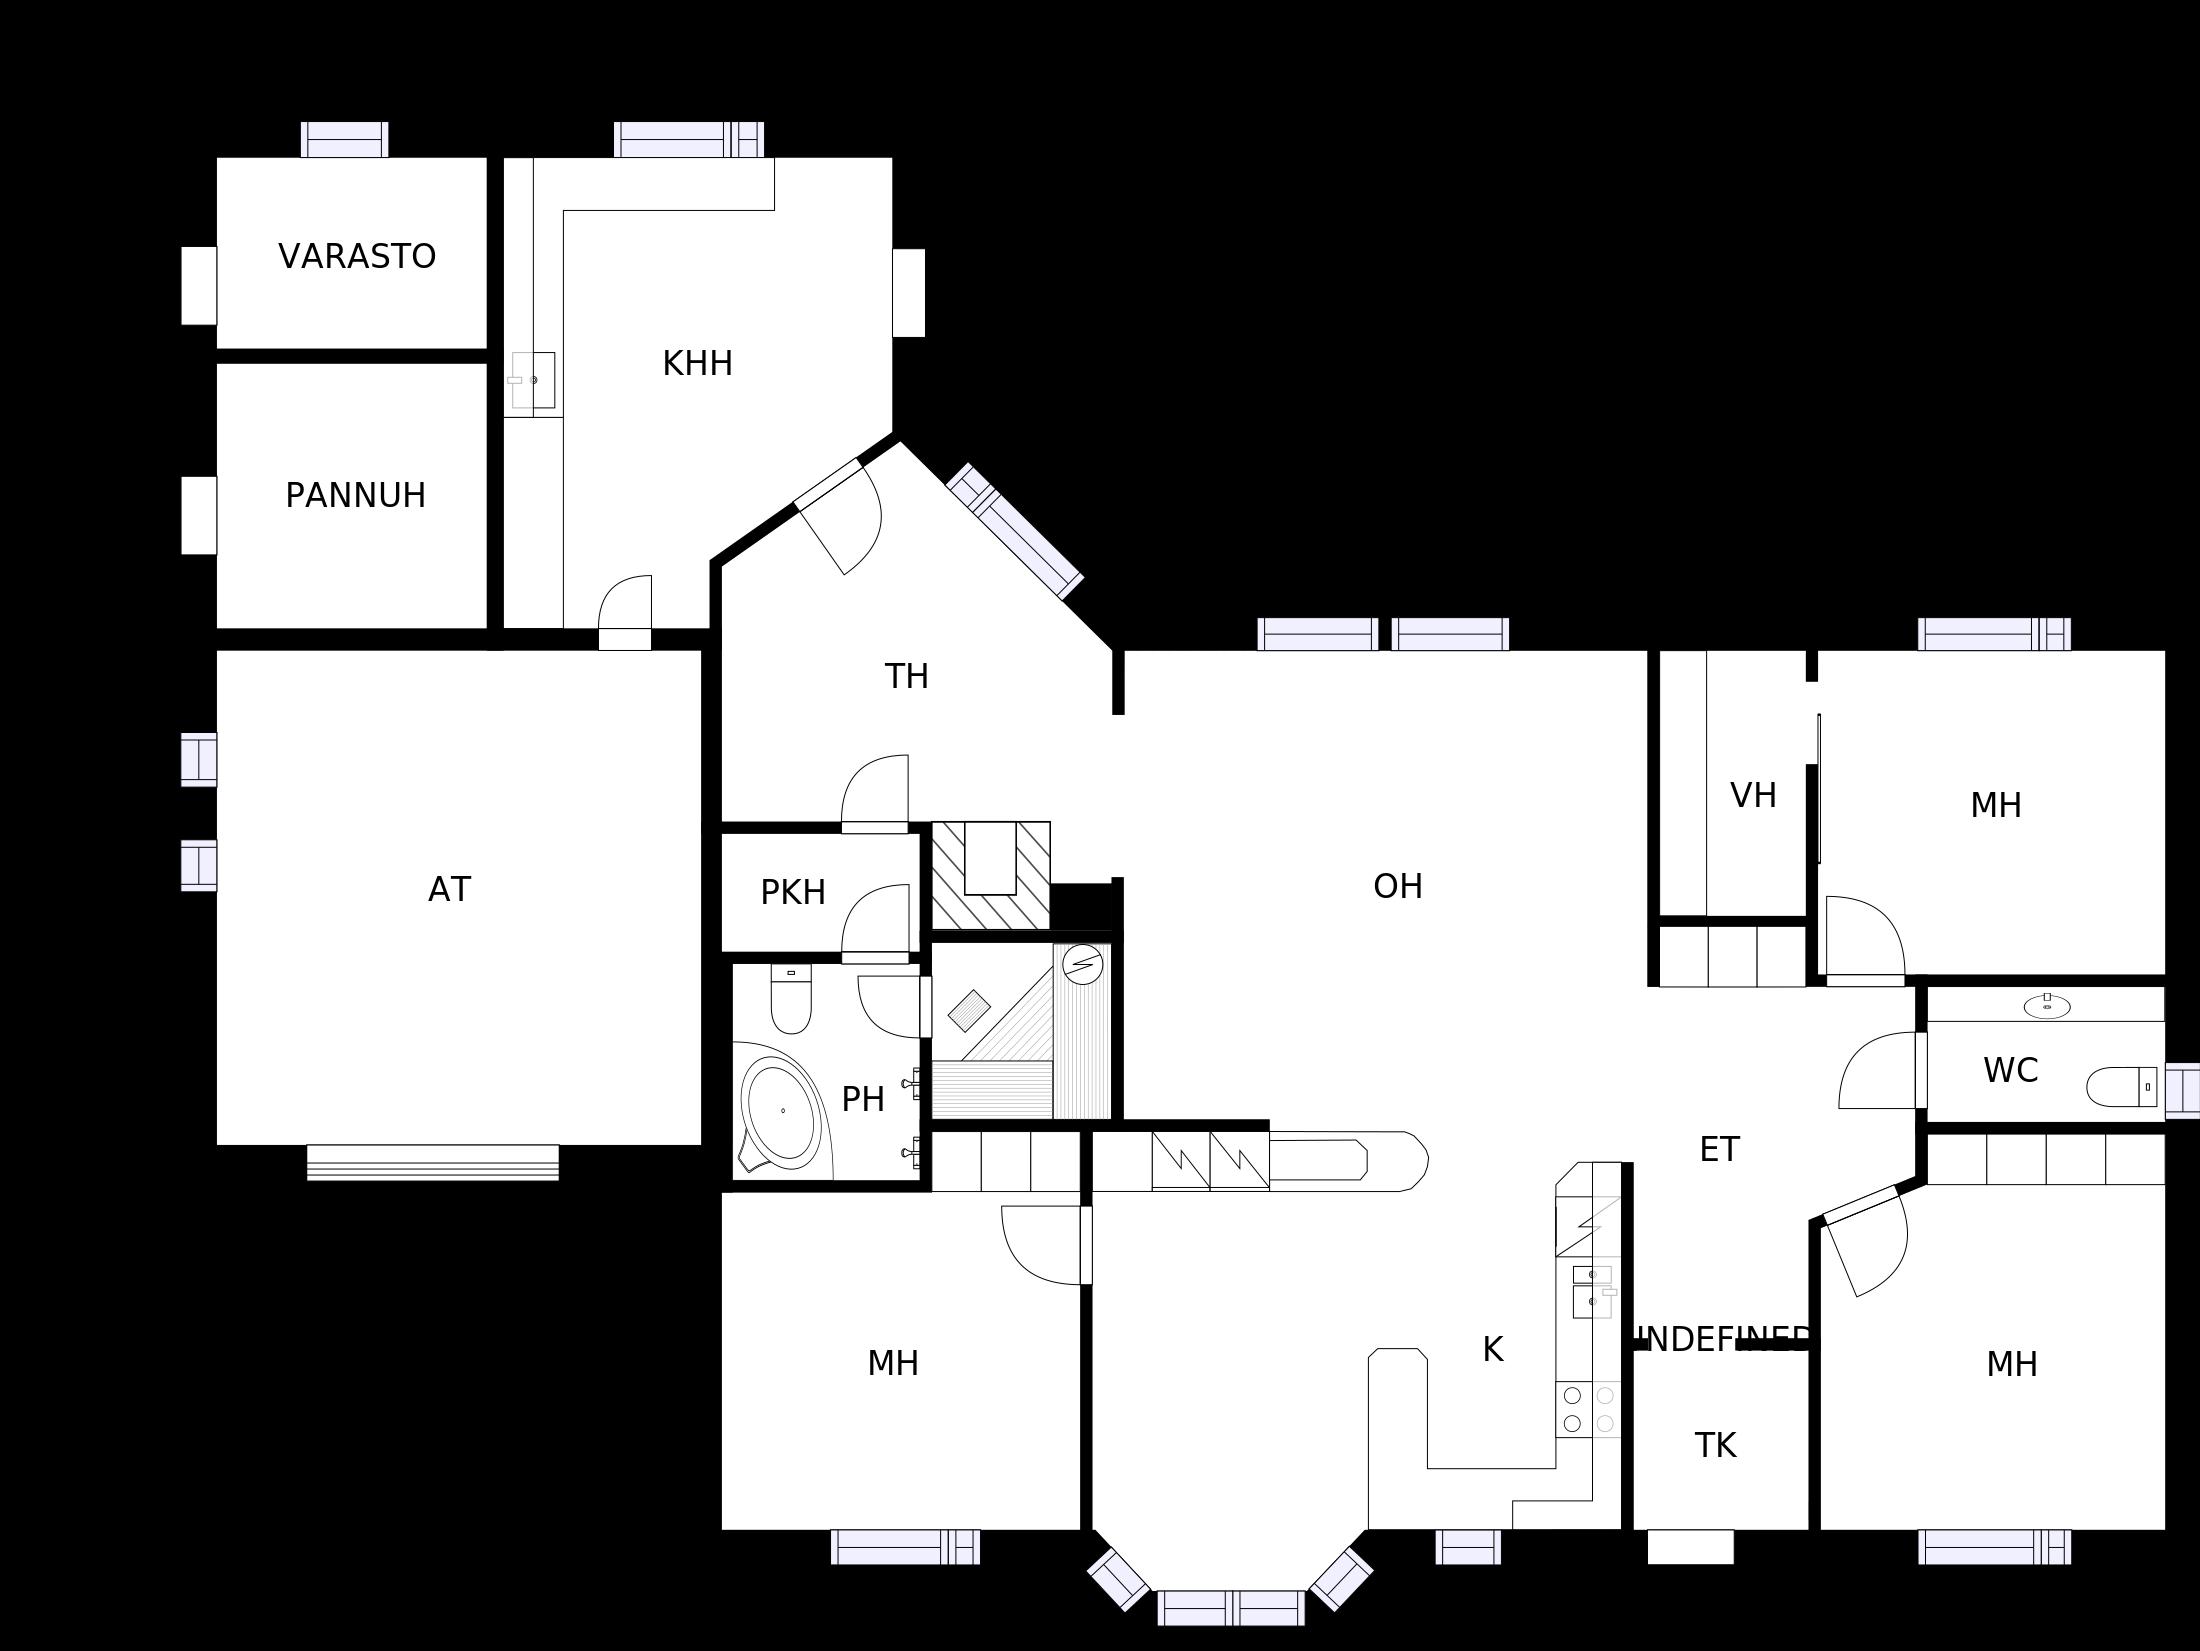 VARASTO
KHH
PANNUH
TH
VH
MH
AT
PKH
OH
WC
PH
ET
UNDEFINED
K
MH
MH
TK